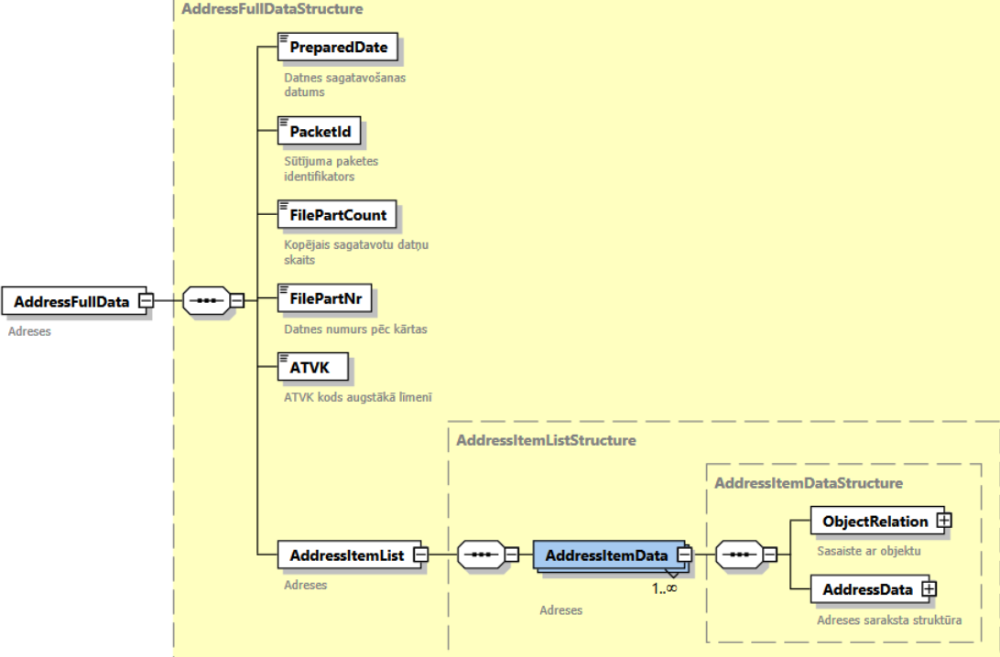 AddressFullDataStructure
PreparedDate
Datnes sagatavošanas
datums
PacketId
Sūtījuma paketes
identifikators
FilePartCount
Kopējais sagatavotu datņu
skaits
AddressFullData
Adreses
FilePartNr
Datnes numurs pēc kārtas
ATVK
ATVK kods augstākā līmenī
AddressItemListStructure
AddressItemDataStructure
ObjectRelation
Sasaiste ar objektu
AddressItemList
Adreses
AddressItemData
1..∞
Adreses
AddressData
Adreses saraksta struktūra